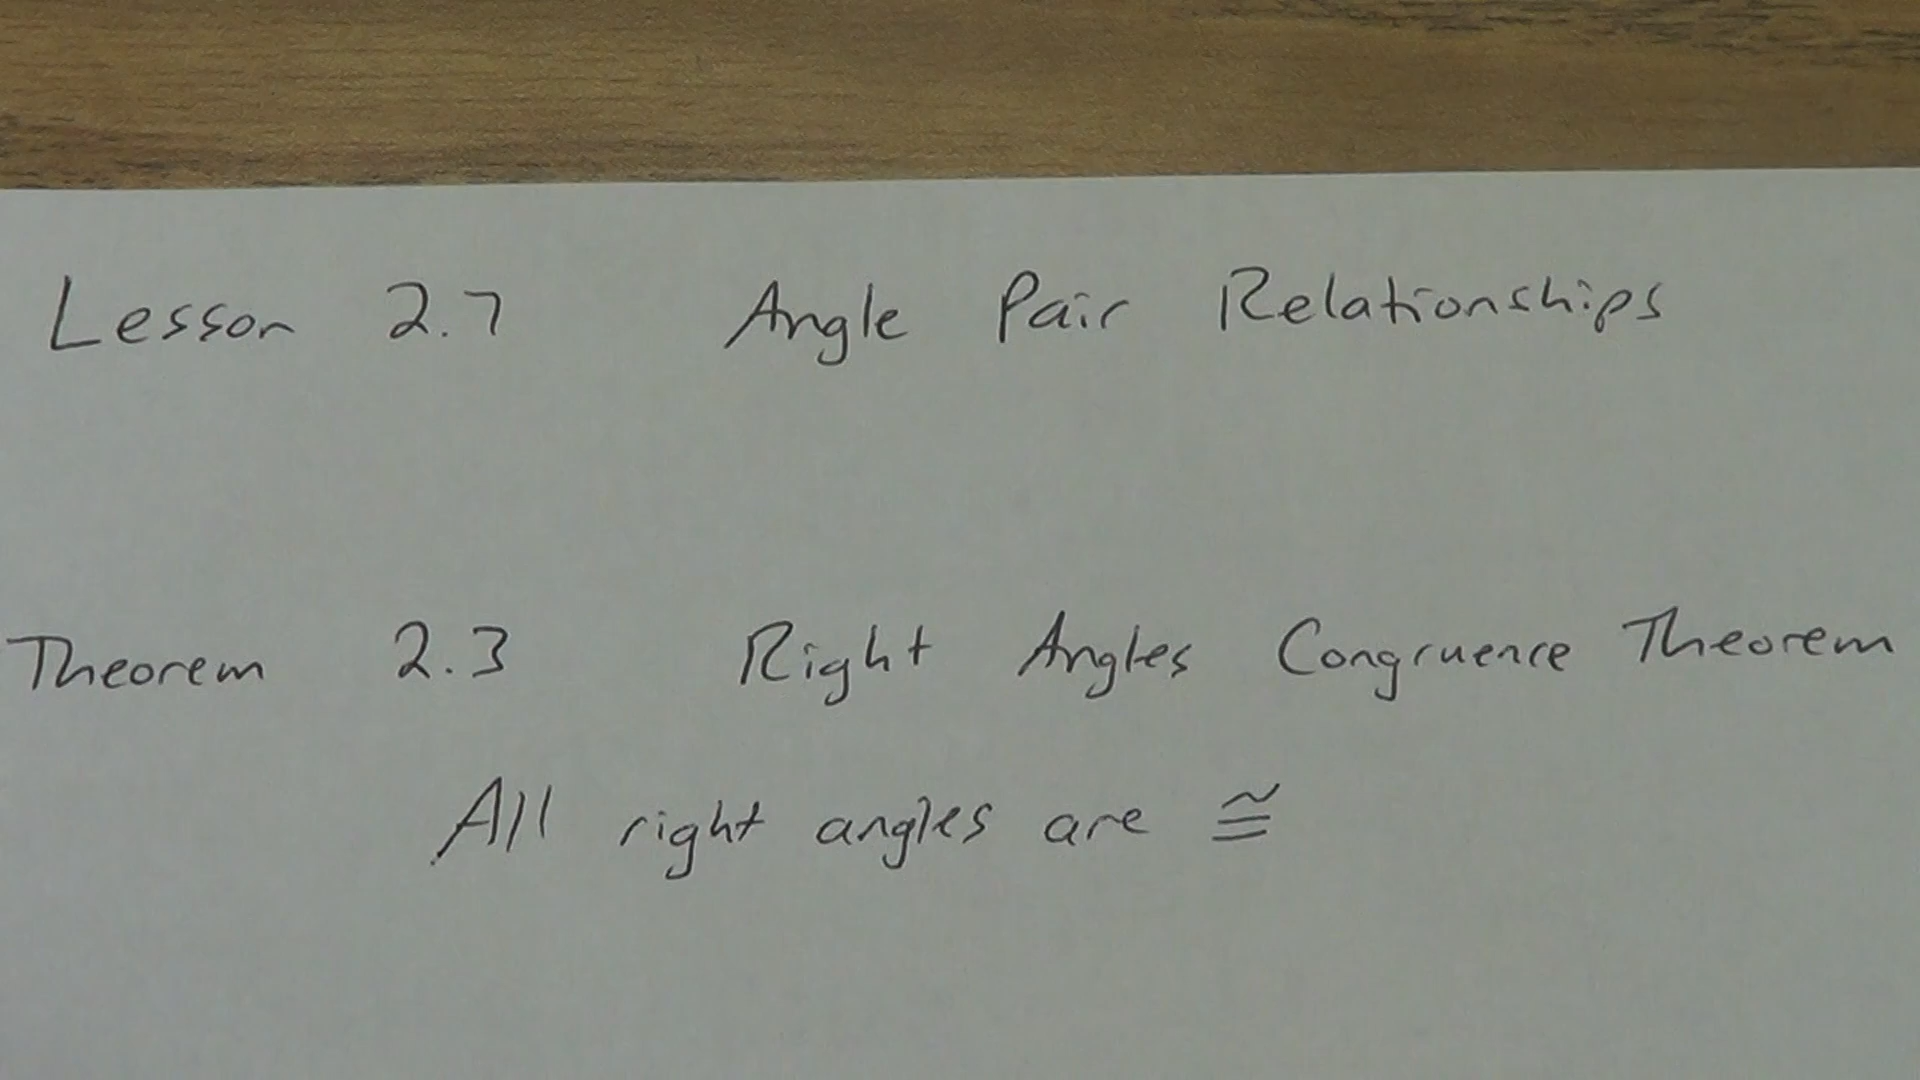 Lesson 2.7 Angle Pair Relationships
Theorem 2.3 Right Angles Congruence Theorem
All right angles are ≅